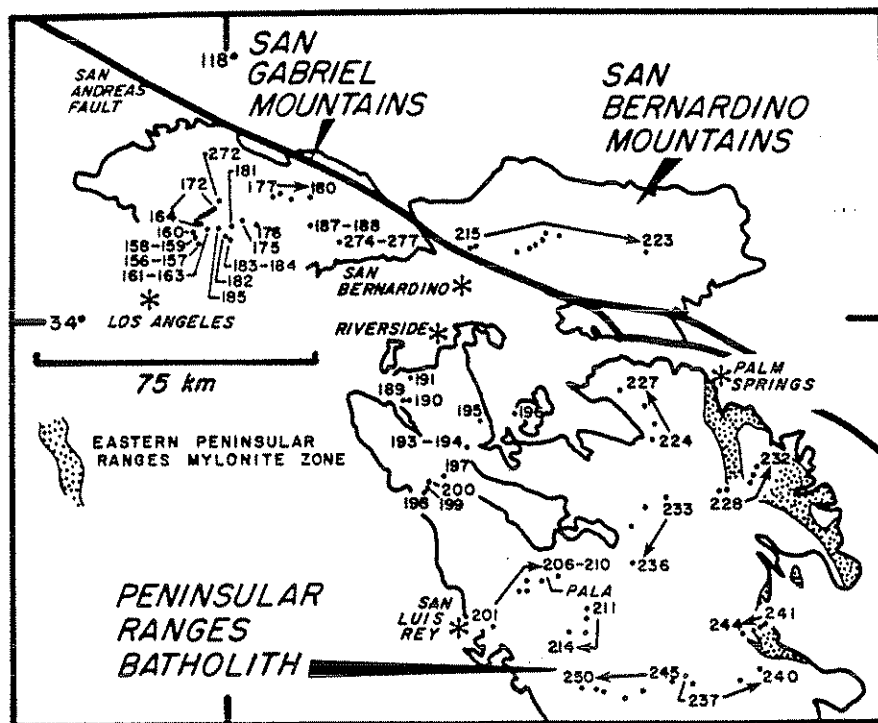 118°
SAN
GABRIEL
MOUNTAINS
SAN
ANDREAS
FAULT
SAN
BERNARDINO
MOUNTAINS
272
181
172
177
180
164
160
158-159
156-157
161-163
176
175
187-188
274-277
183-184
182
185
215
223
SAN
BERNARDINO
34°
LOS ANGELES
RIVERSIDE
75 km
PALM
SPRINGS
191
189
190
195
196
227
EASTERN PENINSULAR
RANGES MYLONITE ZONE
193-194
224
197
232
200
198
199
228
233
206-210
236
PENINSULAR
RANGES
BATHOLITH
PALA
SAN
LUIS
REY
201
211
214
244
241
250
245
237
240